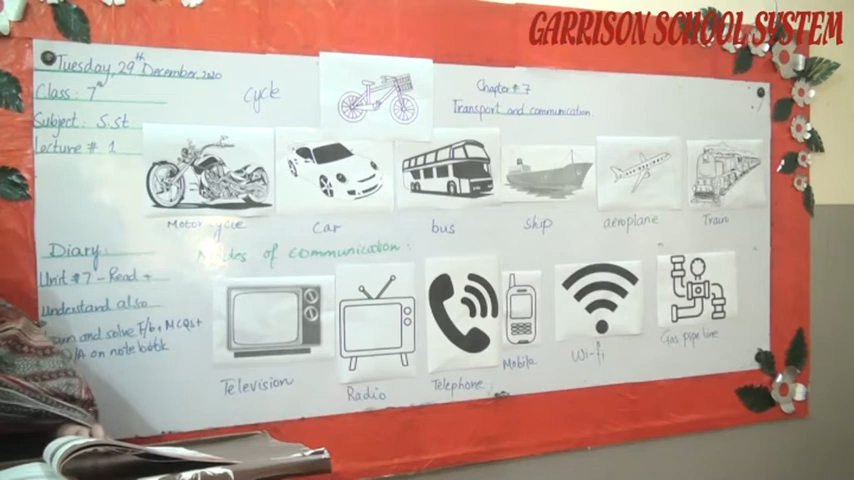 GARRISON SCHOOL SYSTEM
Tuesday, 29th December, 2020
Class: 7th
Subject: S.st
Lecture #: 1
cycle
Chapter # 7
Transport and communication
Motorcycle
car
bus
ship
aeroplane
Train
Modes of communication:
Diary:
Unit # 7 - Read +
Understand also
and solve F/b, MCQs +
on note book
Television
Radio
Telephone
Mobile
Wi-fi
Gas pipe line